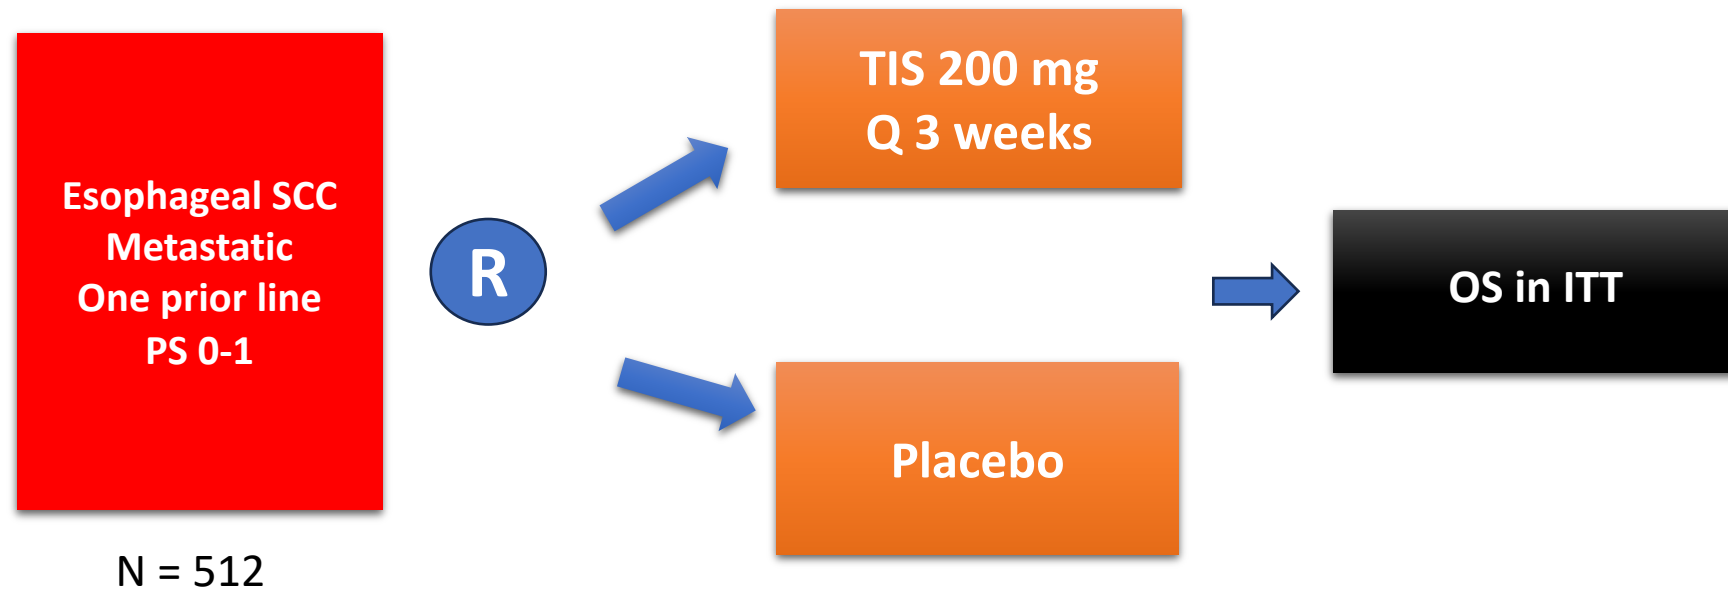 Esophageal SCC
Metastatic
One prior line
PS 0-1
N = 512
R
TIS 200 mg
Q 3 weeks
Placebo
OS in ITT